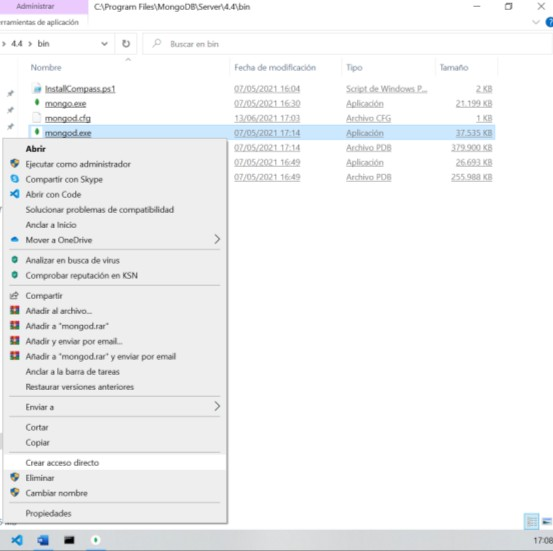 Administrar
C:\Program Files\MongoDB\Server\4.4\bin
rramientas de aplicación
> 4.4 > bin
Buscar en bin
Nombre Fecha de modificación Tipo Tamaño
InstallCompass.ps1 07/05/2021 16:04 Script de Windows P... 2 KB
mongo.exe 07/05/2021 16:30 Aplicación 21.199 KB
mongod.cfg 13/06/2021 17:03 Archivo CFG 1 KB
mongod.exe 07/05/2021 17:14 Aplicación 37.535 KB
07/05/2021 17:14 Archivo PDB 379.900 KB
07/05/2021 16:49 Aplicación 26.693 KB
07/05/2021 16:49 Archivo PDB 255.988 KB
Abrir
Ejecutar como administrador
Compartir con Skype
Abrir con Code
Solucionar problemas de compatibilidad
Anclar a Inicio
Mover a OneDrive
Analizar en busca de virus
Comprobar reputación en KSN
Compartir
Añadir al archivo...
Añadir a "mongod.rar"
Añadir y enviar por email...
Añadir a "mongod.rar" y enviar por email
Anclar a la barra de tareas
Restaurar versiones anteriores
Enviar a
Cortar
Copiar
Crear acceso directo
Eliminar
Cambiar nombre
Propiedades
17:08